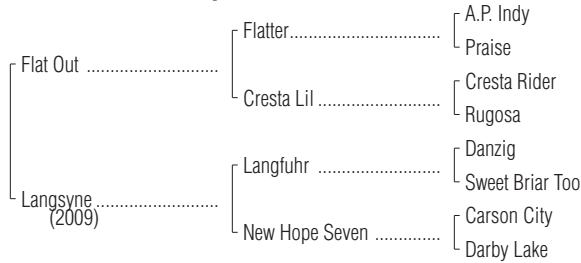 A.P. Indy
Flatter....................................
Praise
Flat Out ..............................
Cresta Rider
Cresta Lil ............................
Rugosa
Danzig
Langfuhr ............................
Sweet Briar Too
Langsyne ............................
(2009)
Carson City
New Hope Seven ..................
Darby Lake